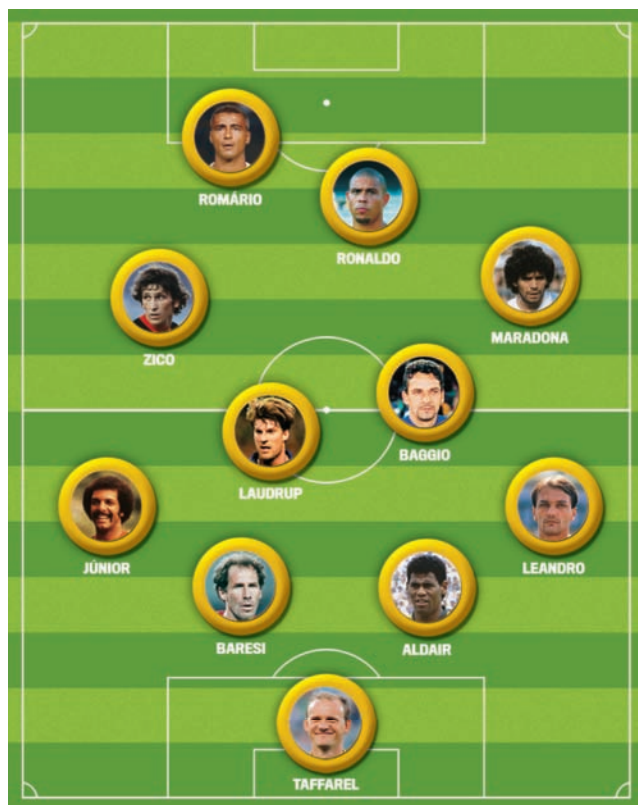 ROMÁRIO
RONALDO
MARADONA
ZICO
BAGGIO
LAUDRUP
JÚNIOR
LEANDRO
BARESI
ALDAIR
TAFFAREL